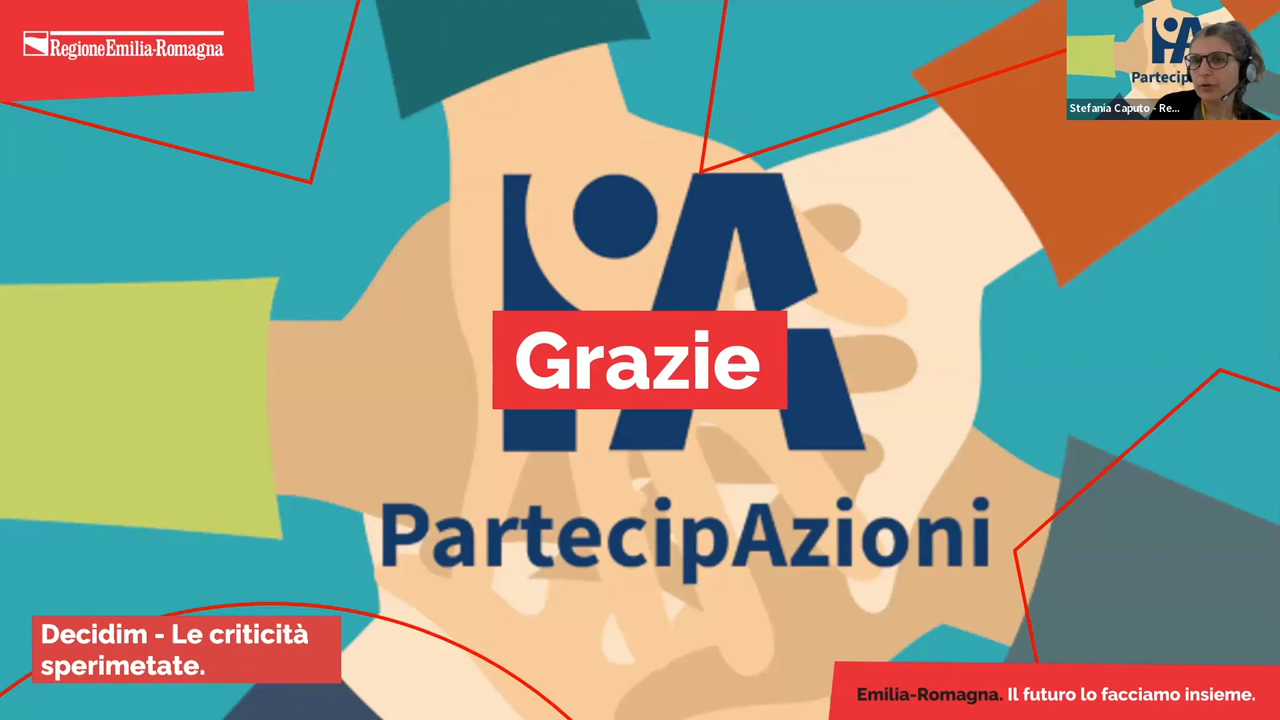 RegioneEmilia-Romagna
Partecip
Stefania Caputo - Re...
Grazie
PartecipAzioni
Decidim - Le criticità
sperimetate.
Emilia-Romagna. Il futuro lo facciamo insieme.